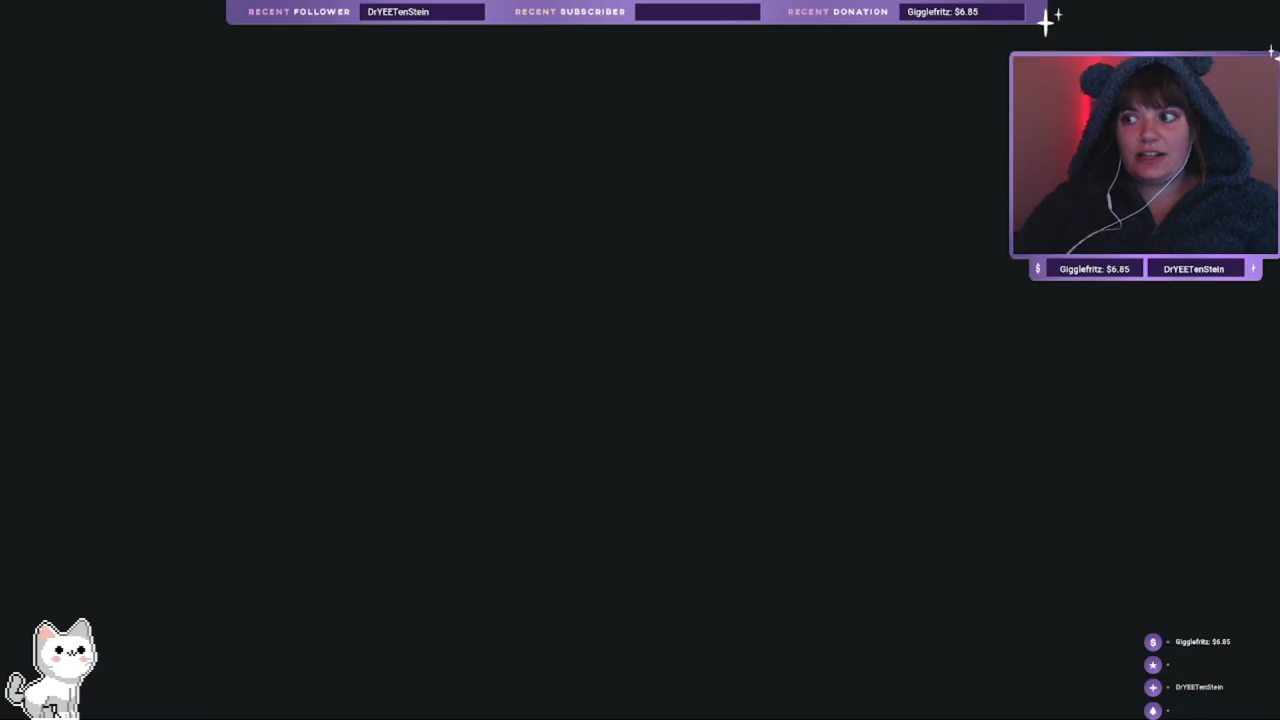 RECENT FOLLOWER DrYEETenStein RECENT SUBSCRIBER RECENT DONATION Gigglefritz: $6.85
$ Gigglefritz: $6.85 DrYEETenStein
$ Gigglefritz: $6.85
DrYEETenStein